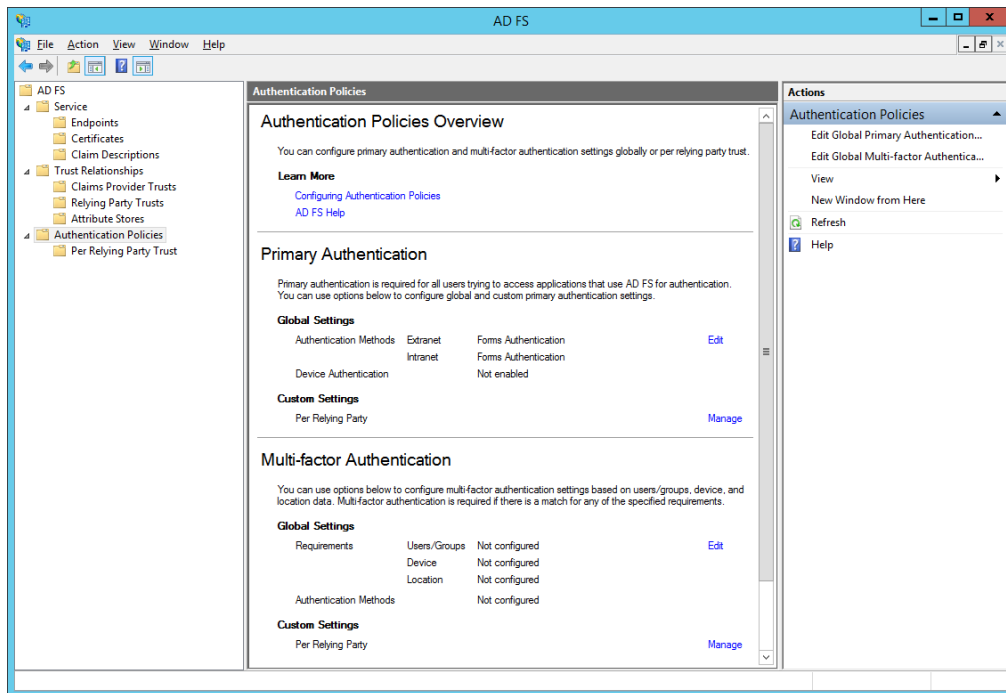 AD FS
File Action View Window Help
AD FS
Service
Endpoints
Certificates
Claim Descriptions
Trust Relationships
Claims Provider Trusts
Relying Party Trusts
Attribute Stores
Authentication Policies
Per Relying Party Trust
Authentication Policies
Authentication Policies Overview
You can configure primary authentication and multi-factor authentication settings globally or per relying party trust.
Learn More
Configuring Authentication Policies
AD FS Help
Primary Authentication
Primary authentication is required for all users trying to access applications that use AD FS for authentication.
You can use options below to configure global and custom primary authentication settings.
Global Settings
Authentication Methods Extranet Forms Authentication Edit
Intranet Forms Authentication
Device Authentication Not enabled
Custom Settings
Per Relying Party Manage
Multi-factor Authentication
You can use options below to configure multi-factor authentication settings based on users/groups, device, and
location data. Multi-factor authentication is required if there is a match for any of the specified requirements.
Global Settings
Requirements Users/Groups Not configured Edit
Device Not configured
Location Not configured
Authentication Methods Not configured
Custom Settings
Per Relying Party Manage
Actions
Authentication Policies
Edit Global Primary Authentication...
Edit Global Multi-factor Authentica...
View
New Window from Here
Refresh
Help